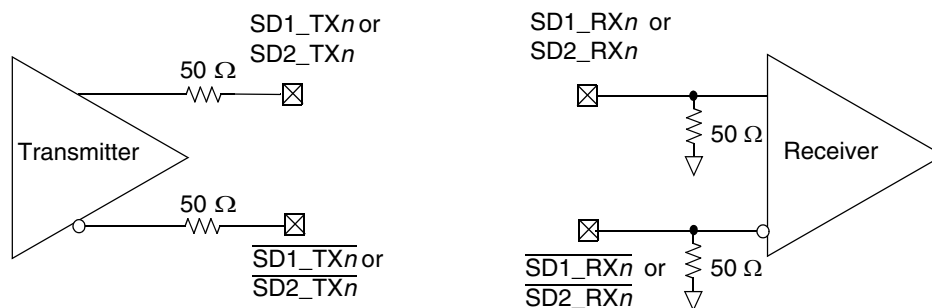 SD1_TXn or
SD2_TXn
50 Ω
Transmitter
50 Ω
SD1_TXn or
SD2_TXn
SD1_RXn or
SD2_RXn
50 Ω
Receiver
SD1_RXn or
SD2_RXn
50 Ω